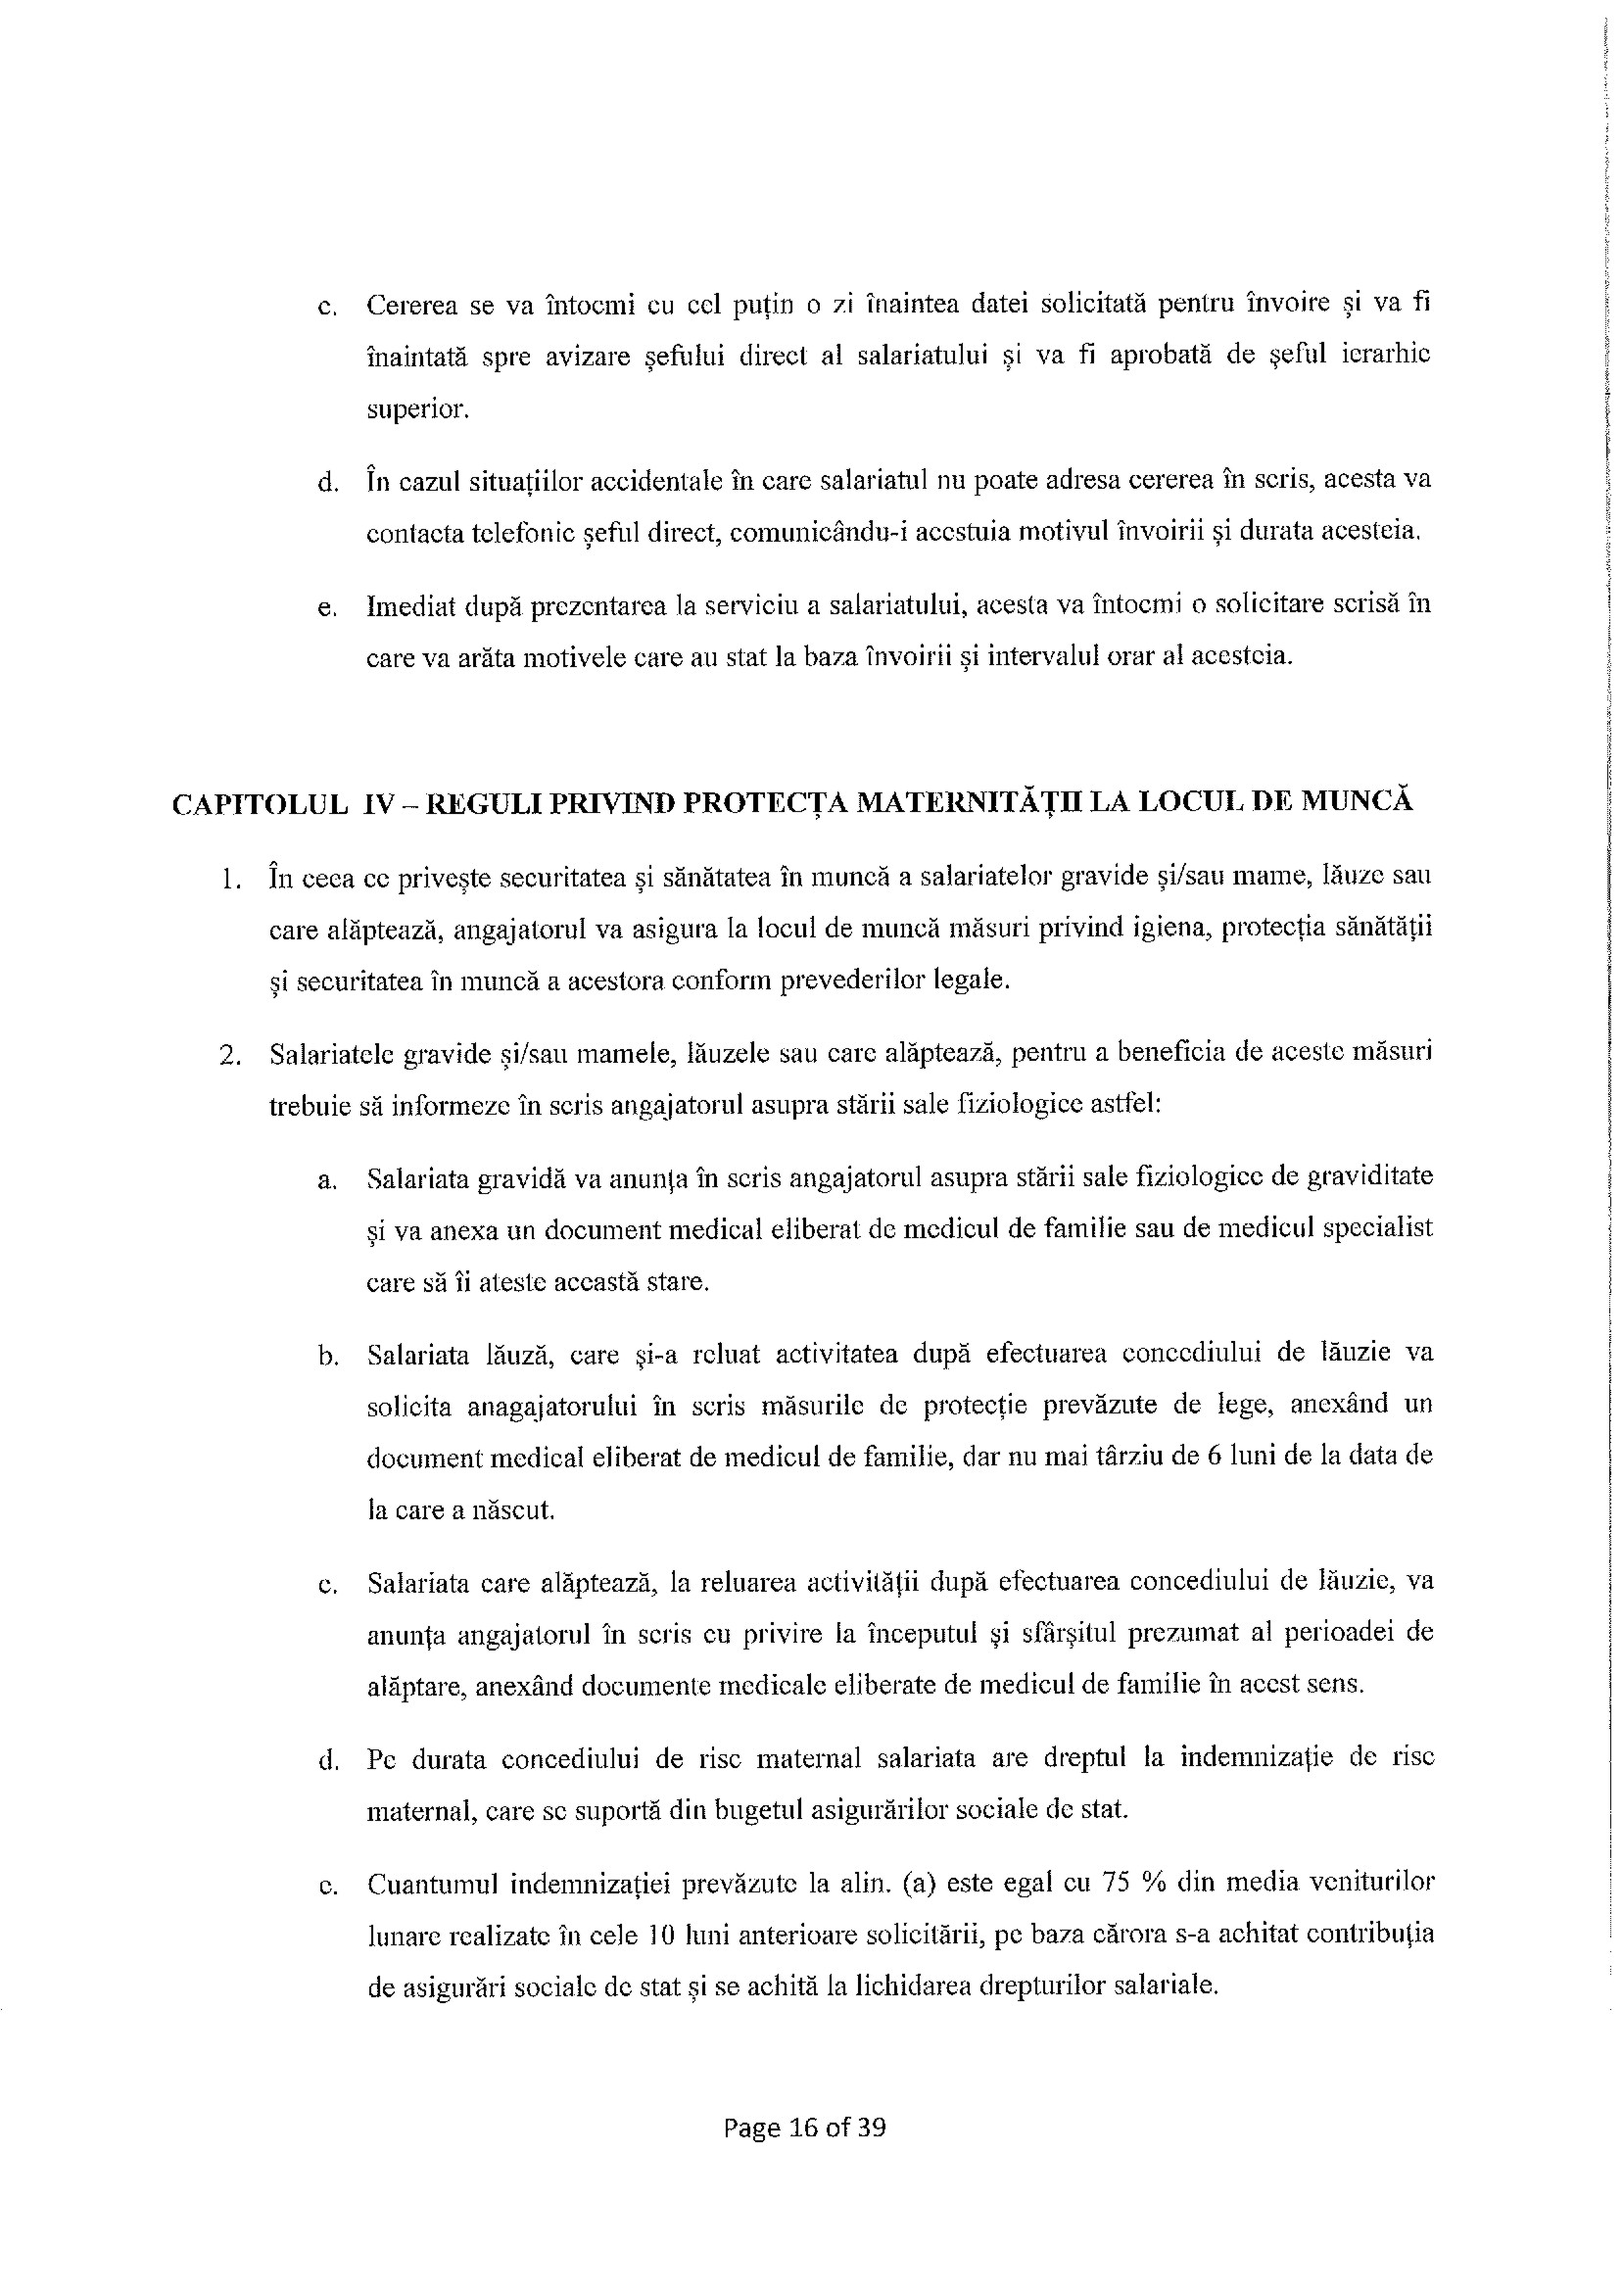 c. Cererea se va întocmi cu cel puțin o zi înaintea datei solicitată pentru învoire și va fi
înaintată spre avizare șefului direct al salariatului și va fi aprobată de șeful ierarhic
superior.
d. În cazul situațiilor accidentale în care salariatul nu poate adresa cererea în scris, acesta va
contacta telefonic șeful direct, comunicându-i acestuia motivul învoirii și durata acesteia.
e. Imediat după prezentarea la serviciu a salariatului, acesta va întocmi o solicitare scrisă în
care va arăta motivele care au stat la baza învoirii și intervalul orar al acesteia.
CAPITOLUL IV – REGULI PRIVIND PROTECȚA MATERNITĂȚII LA LOCUL DE MUNCĂ
1. În ceea ce privește securitatea și sănătatea în muncă a salariatelor gravide și/sau mame, lăuze sau
care alăptează, angajatorul va asigura la locul de muncă măsuri privind igiena, protecția sănătății
și securitatea în muncă a acestora conform prevederilor legale.
2. Salariatele gravide și/sau mamele, lăuzele sau care alăptează, pentru a beneficia de aceste măsuri
trebuie să informeze în scris angajatorul asupra stării sale fiziologice astfel:
a. Salariata gravidă va anunța în scris angajatorul asupra stării sale fiziologice de graviditate
și va anexa un document medical eliberat de medicul de familie sau de medicul specialist
care să îi ateste această stare.
b. Salariata lăuză, care și-a reluat activitatea după efectuarea concediului de lăuzie va
solicita anagajatorului în scris măsurile de protecție prevăzute de lege, anexând un
document medical eliberat de medicul de familie, dar nu mai târziu de 6 luni de la data de
la care a născut.
c. Salariata care alăptează, la reluarea activității după efectuarea concediului de lăuzie, va
anunța angajatorul în scris cu privire la începutul și sfârșitul prezumat al perioadei de
alăptare, anexând documente medicale eliberate de medicul de familie în acest sens.
d. Pe durata concediului de risc maternal salariata are dreptul la indemnizație de risc
maternal, care se suportă din bugetul asigurărilor sociale de stat.
e. Cuantumul indemnizației prevăzute la alin. (a) este egal cu 75 % din media veniturilor
lunare realizate în cele 10 luni anterioare solicitării, pe baza cărora s-a achitat contribuția
de asigurări sociale de stat și se achită la lichidarea drepturilor salariale.
Page 16 of 39